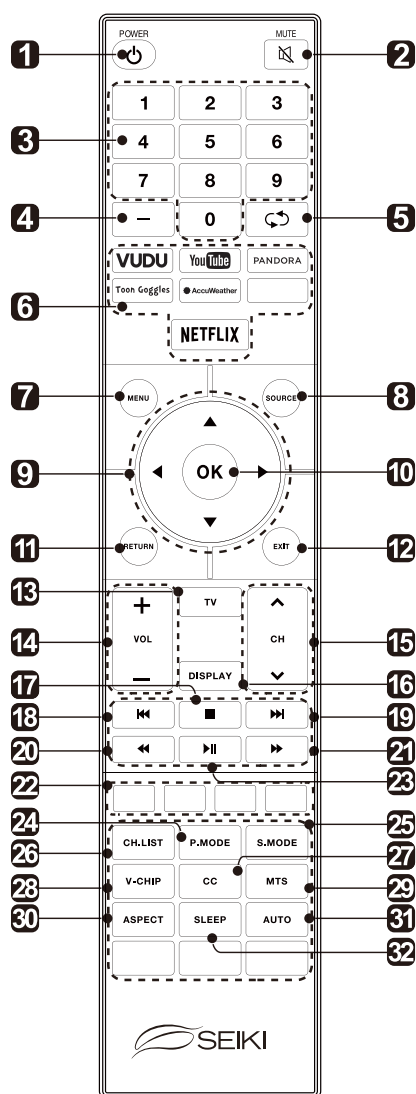 POWER MUTE
1 2
1 2 3
3 4 5 6
7 8 9
4 − 0 5
VUDU YouTube PANDORA
6 Toon Goggles AccuWeather
NETFLIX
7 MENU SOURCE 8
9 OK 10
11 RETURN EXIT 12
13 TV
14 + VOL − CH 15
17 DISPLAY 16
18 19
20 21
22 23
24 25
26 CH.LIST P.MODE S.MODE 27
28 V-CHIP CC MTS 29
30 ASPECT SLEEP AUTO 31
32
SEIKI